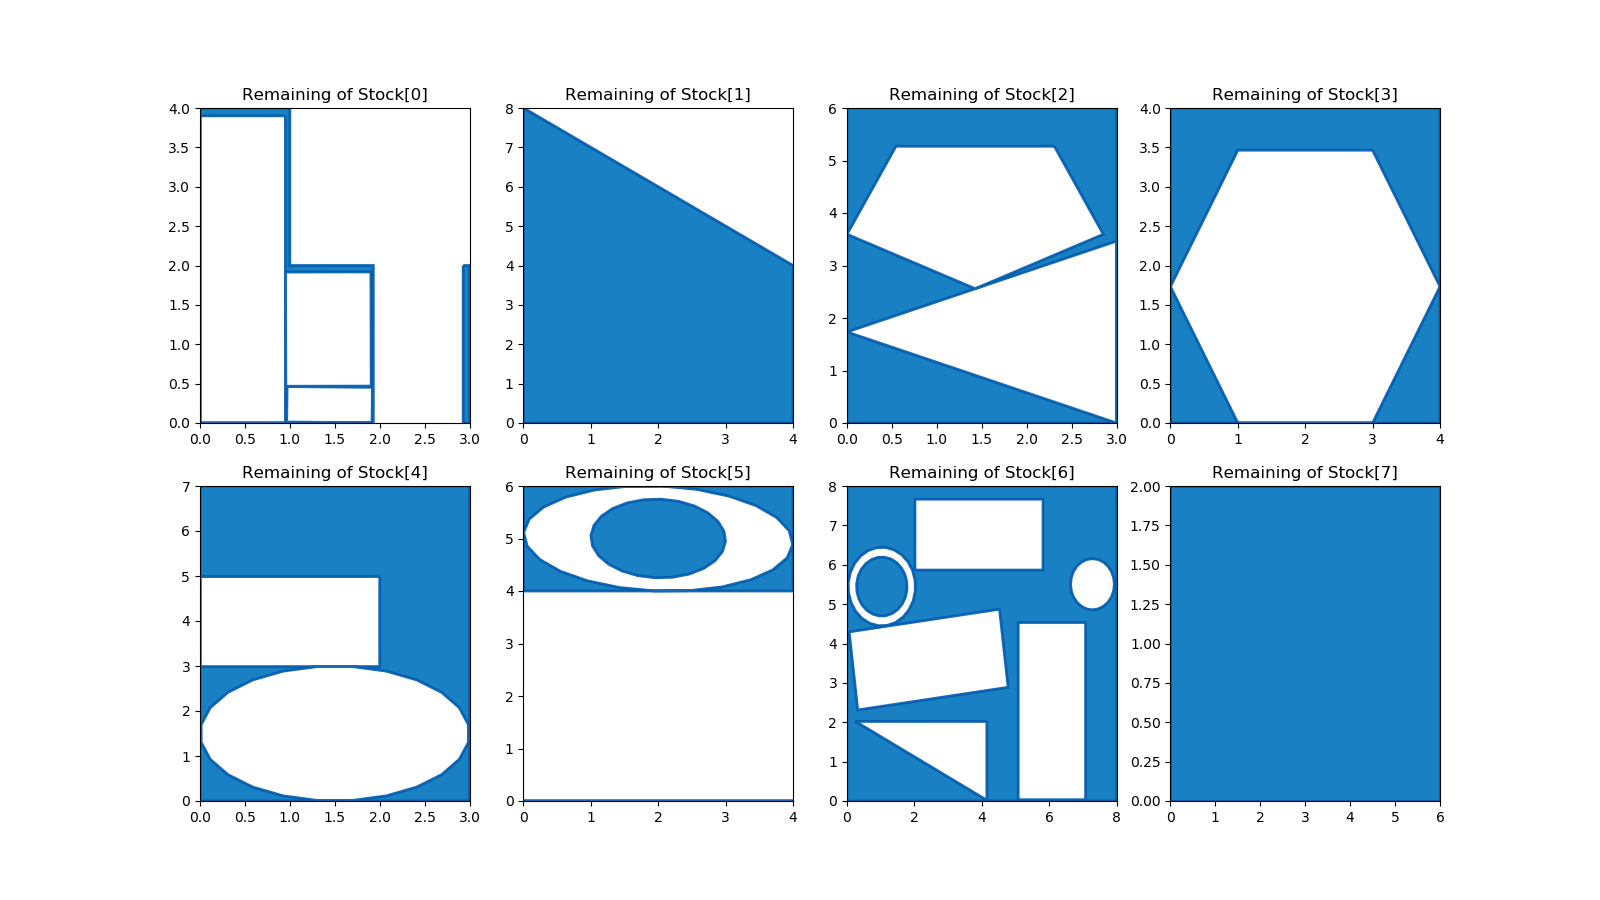 Remaining of Stock[0] Remaining of Stock[1] Remaining of Stock[2] Remaining of Stock[3]
4.0 8 6 4.0
3.5 7 5 3.5
3.0 6 4 3.0
2.5 5 3 2.5
2.0 4 2 2.0
1.5 3 1 1.5
1.0 2 0 1.0
0.5 1 0.5
0.0 0 0.0
0.0 0.5 1.0 1.5 2.0 2.5 3.0 0 1 2 3 4 0.0 0.5 1.0 1.5 2.0 2.5 3.0 0 1 2 3 4
Remaining of Stock[4] Remaining of Stock[5] Remaining of Stock[6] Remaining of Stock[7]
7 6 8 2.00
6 5 7 1.75
5 4 6 1.50
4 3 5 1.25
3 2 4 1.00
2 1 3 0.75
1 0 2 0.50
0 1 0.25
0 0.00
0.0 0.5 1.0 1.5 2.0 2.5 3.0 0 1 2 3 4 0 2 4 6 8 0 1 2 3 4 5 6